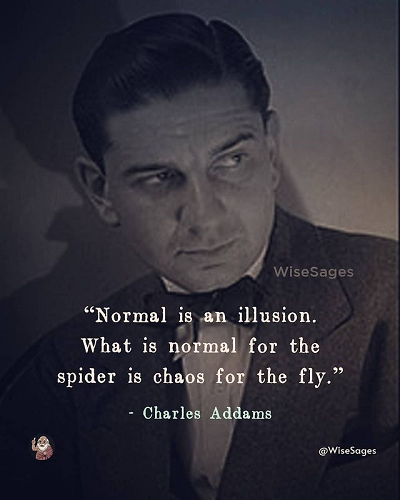 WiseSages
“Normal is an illusion.
What is normal for the
spider is chaos for the fly.”
- Charles Addams
@WiseSages